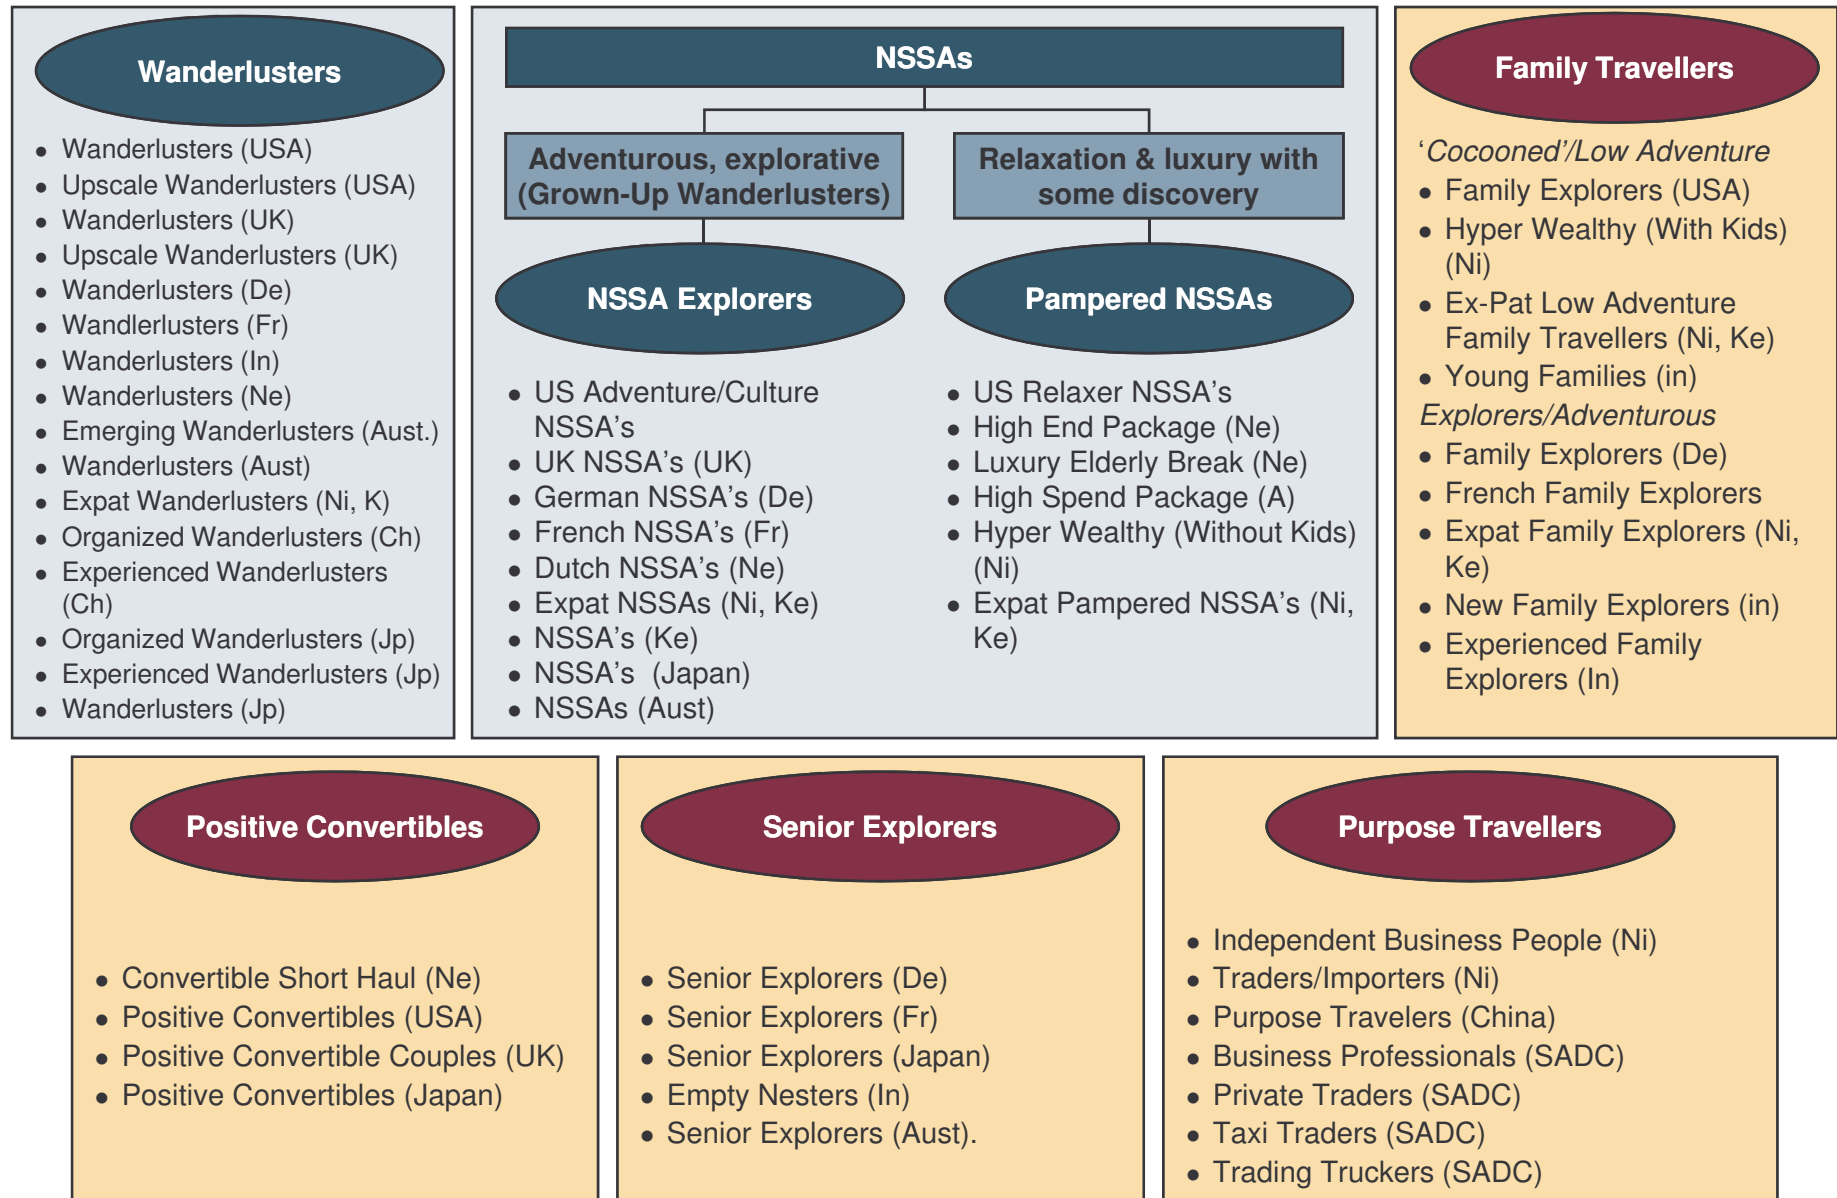 Wanderlusters
• Wanderlusters (USA)
• Upscale Wanderlusters (USA)
• Wanderlusters (UK)
• Upscale Wanderlusters (UK)
• Wanderlusters (De)
• Wandlerlusters (Fr)
• Wanderlusters (In)
• Wanderlusters (Ne)
• Emerging Wanderlusters (Aust.)
• Wanderlusters (Aust)
• Expat Wanderlusters (Ni, K)
• Organized Wanderlusters (Ch)
• Experienced Wanderlusters
(Ch)
• Organized Wanderlusters (Jp)
• Experienced Wanderlusters (Jp)
• Wanderlusters (Jp)
NSSAs
Adventurous, explorative
(Grown-Up Wanderlusters)
NSSA Explorers
• US Adventure/Culture
NSSA's
• UK NSSA's (UK)
• German NSSA's (De)
• French NSSA's (Fr)
• Dutch NSSA's (Ne)
• Expat NSSAs (Ni, Ke)
• NSSA's (Ke)
• NSSA's (Japan)
• NSSAs (Aust)
Relaxation & luxury with
some discovery
Pampered NSSAs
• US Relaxer NSSA's
• High End Package (Ne)
• Luxury Elderly Break (Ne)
• High Spend Package (A)
• Hyper Wealthy (Without Kids)
(Ni)
• Expat Pampered NSSA's (Ni,
Ke)
Family Travellers
‘Cocooned’/Low Adventure
• Family Explorers (USA)
• Hyper Wealthy (With Kids)
(Ni)
• Ex-Pat Low Adventure
Family Travellers (Ni, Ke)
• Young Families (in)
Explorers/Adventurous
• Family Explorers (De)
• French Family Explorers
• Expat Family Explorers (Ni,
Ke)
• New Family Explorers (in)
• Experienced Family
Explorers (In)
Positive Convertibles
• Convertible Short Haul (Ne)
• Positive Convertibles (USA)
• Positive Convertible Couples (UK)
• Positive Convertibles (Japan)
Senior Explorers
• Senior Explorers (De)
• Senior Explorers (Fr)
• Senior Explorers (Japan)
• Empty Nesters (In)
• Senior Explorers (Aust).
Purpose Travellers
• Independent Business People (Ni)
• Traders/Importers (Ni)
• Purpose Travelers (China)
• Business Professionals (SADC)
• Private Traders (SADC)
• Taxi Traders (SADC)
• Trading Truckers (SADC)